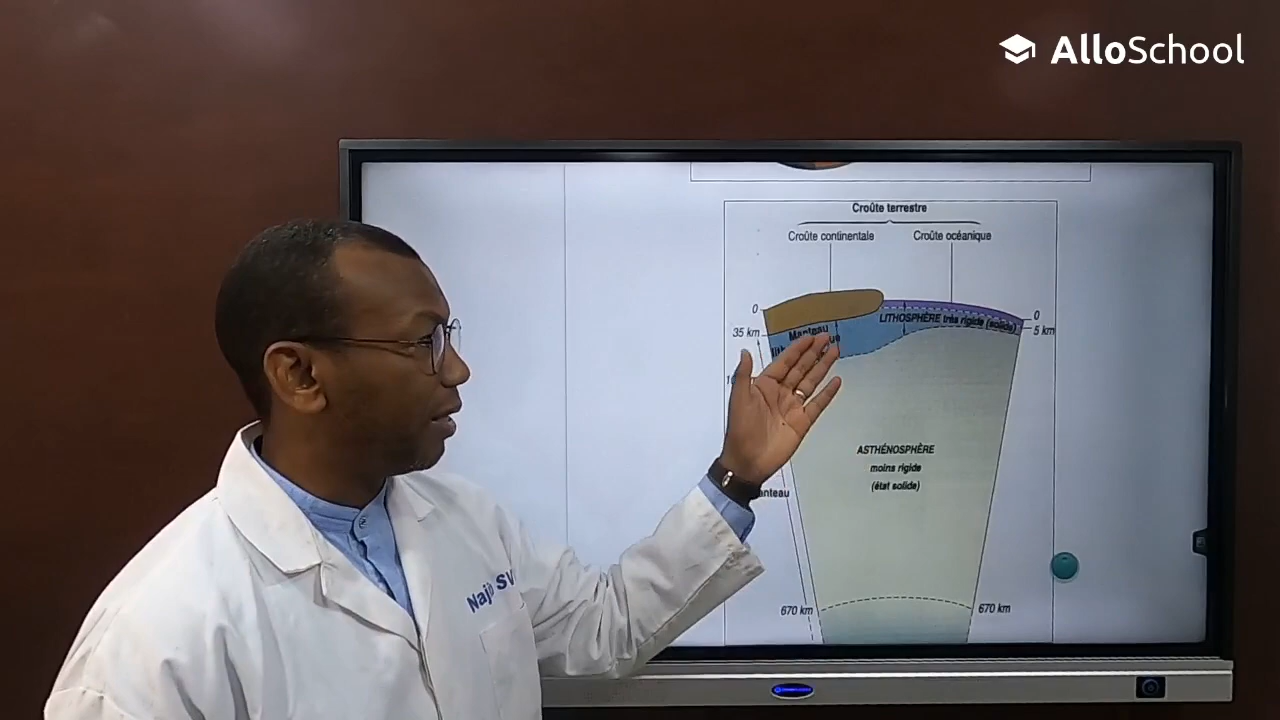 AlloSchool
Croûte terrestre
Croûte continentale
Croûte océanique
0
35 km
Manteau
LITHOSPHÈRE très rigide (solide)
0
5 km
ASTHÉNOSPHÈRE
moins rigide
(état solide)
670 km
670 km